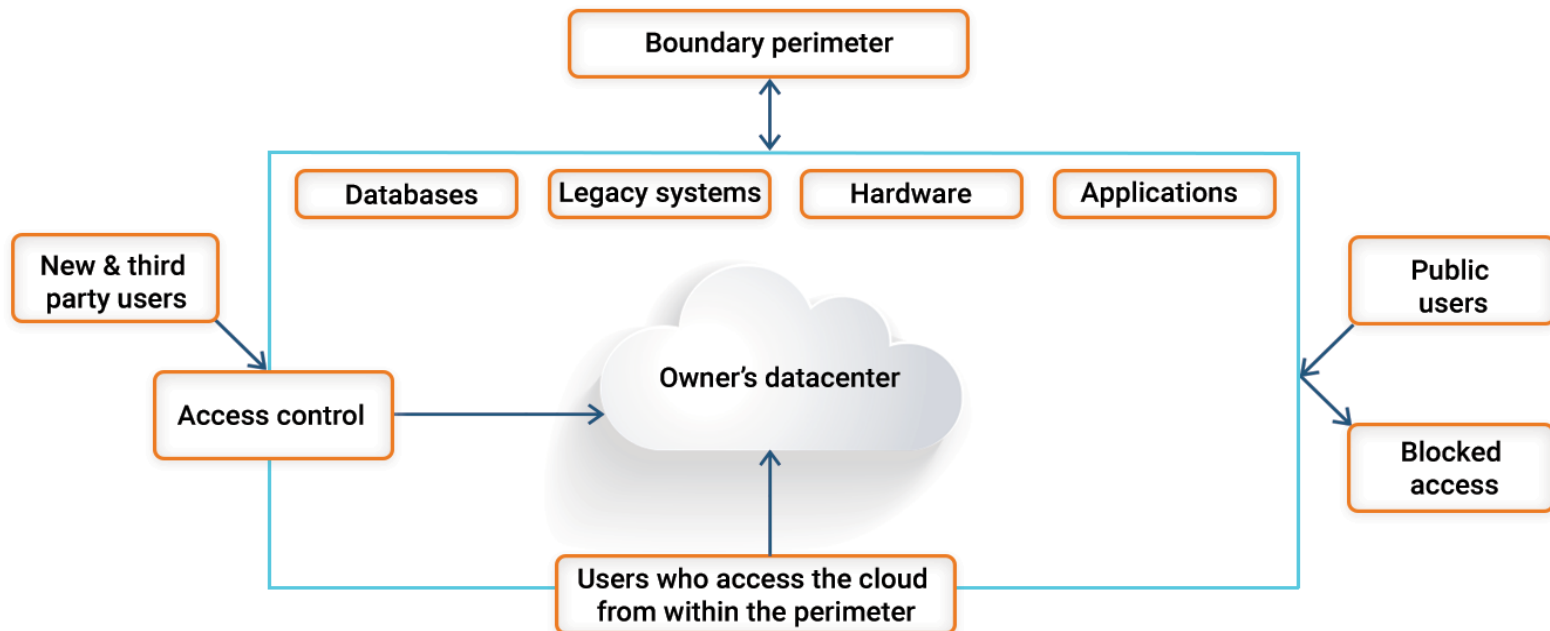 Boundary perimeter
Databases
Legacy systems
Hardware
Applications
New & third
party users
Public
users
Owner’s datacenter
Access control
Blocked
access
Users who access the cloud
from within the perimeter